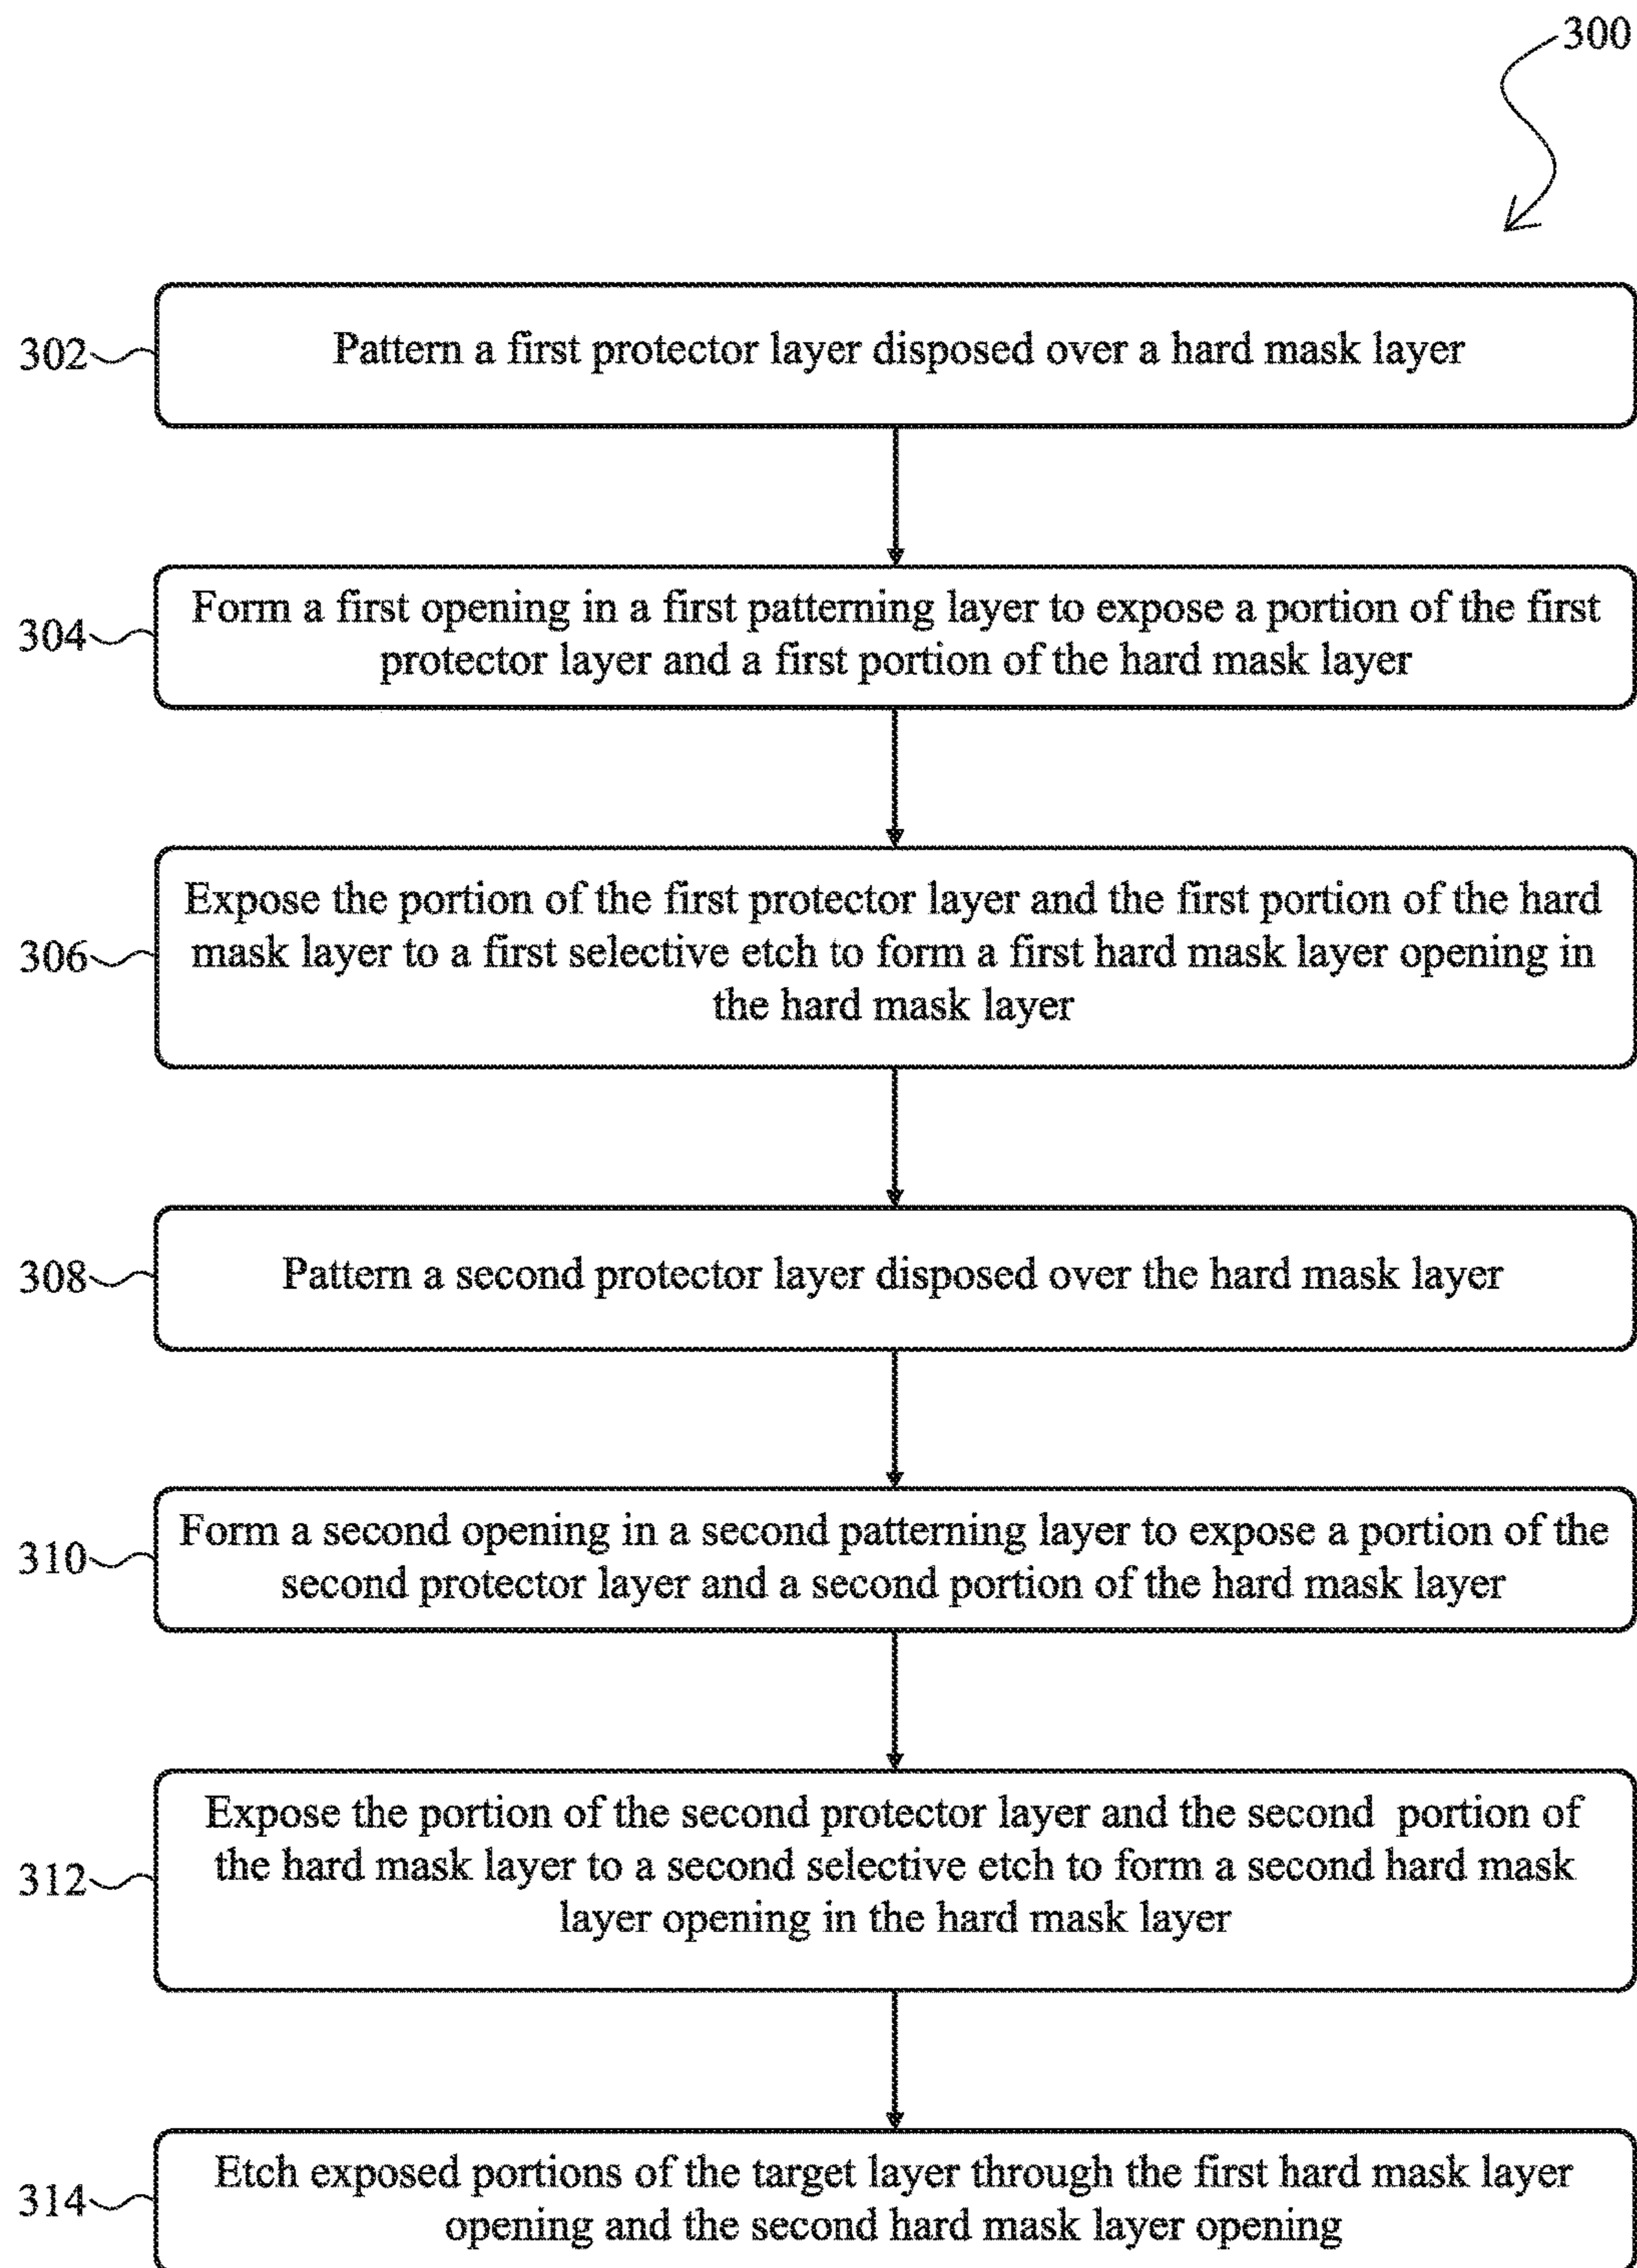 300
302
Pattern a first protector layer disposed over a hard mask layer
304
Form a first opening in a first patterning layer to expose a portion of the first
protector layer and a first portion of the hard mask layer
306
Expose the portion of the first protector layer and the first portion of the hard
mask layer to a first selective etch to form a first hard mask layer opening in
the hard mask layer
308
Pattern a second protector layer disposed over the hard mask layer
310
Form a second opening in a second patterning layer to expose a portion of the
second protector layer and a second portion of the hard mask layer
312
Expose the portion of the second protector layer and the second portion of
the hard mask layer to a second selective etch to form a second hard mask
layer opening in the hard mask layer
314
Etch exposed portions of the target layer through the first hard mask layer
opening and the second hard mask layer opening